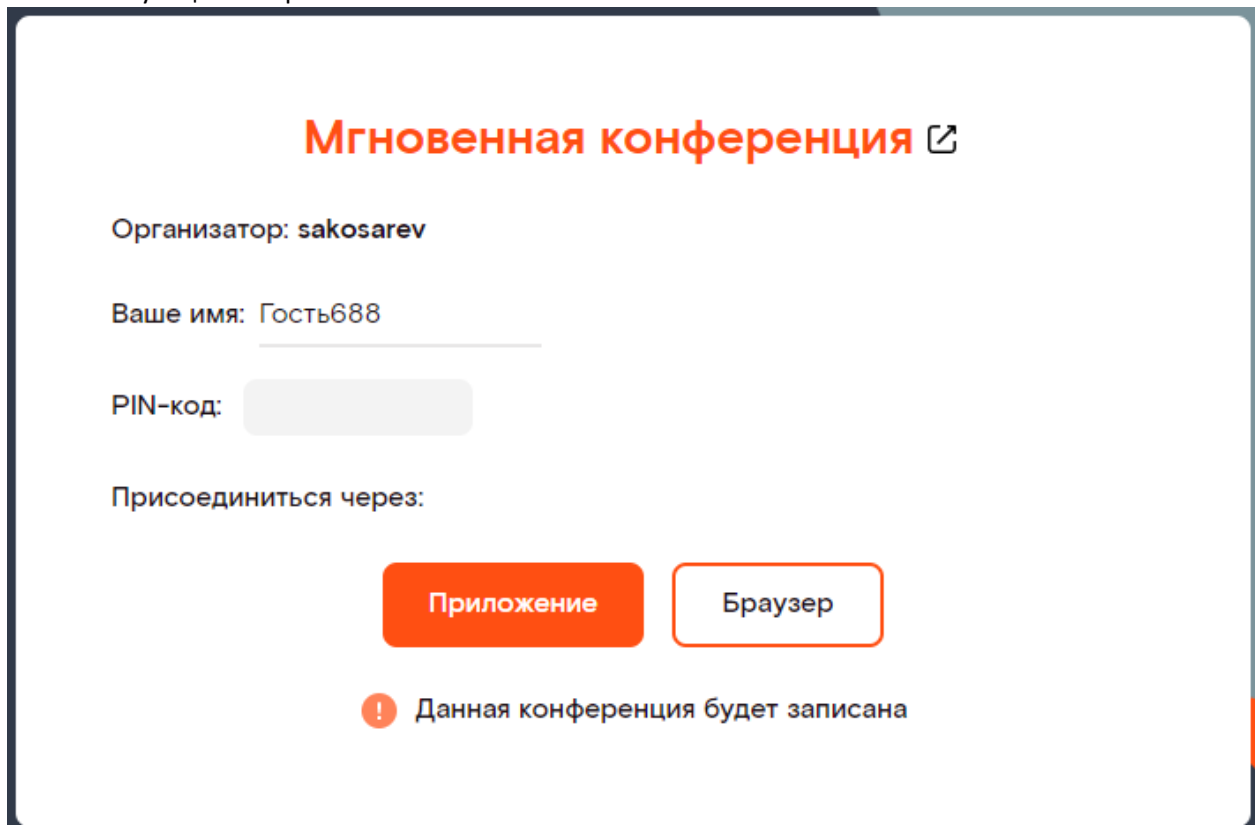 Мгновенная конференция
Организатор: sakosarev
Ваше имя: Гость688
PIN-код:
Присоединиться через:
Приложение Браузер
Данная конференция будет записана